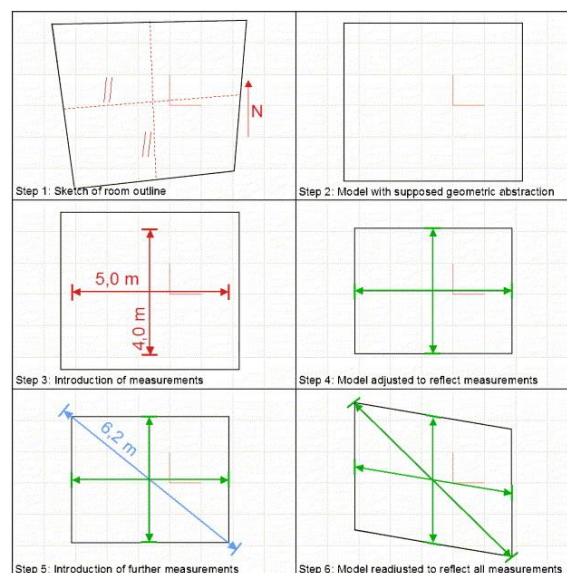 N
Step 1: Sketch of room outline
Step 2: Model with supposed geometric abstraction
5,0 m
4,0 m
Step 3: Introduction of measurements
Step 4: Model adjusted to reflect measurements
6,2 m
Step 5: Introduction of further measurements
Step 6: Model readjusted to reflect all measurements